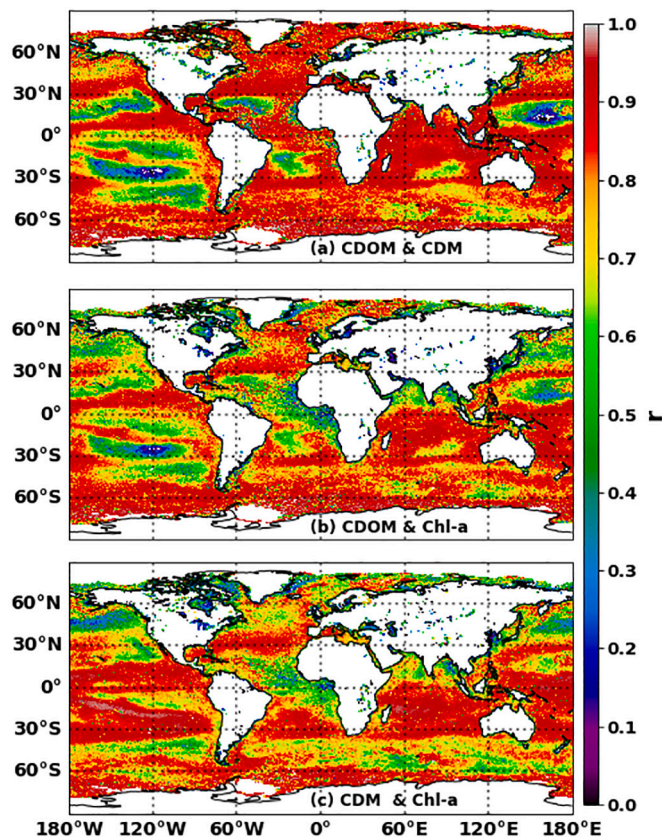 60°N
30°N
0°
30°S
60°S
(a) CDOM & CDM
60°N
30°N
0°
30°S
60°S
(b) CDOM & Chl-a
60°N
30°N
0°
30°S
60°S
(c) CDM & Chl-a
180°W 120°W 60°W 0° 60°E 120°E 180°E
1.0
0.9
0.8
0.7
0.6
0.5
0.4
0.3
0.2
0.1
0.0
r